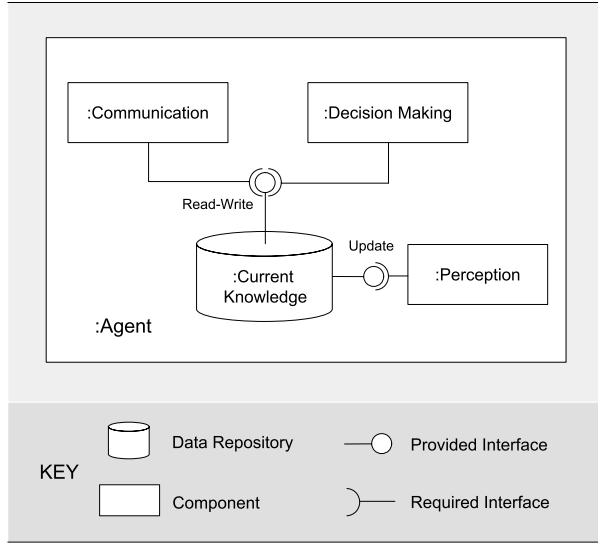 :Communication
:Decision Making
Read-Write
Update
:Current
Knowledge
:Perception
:Agent
KEY
Data Repository
Provided Interface
Component
Required Interface